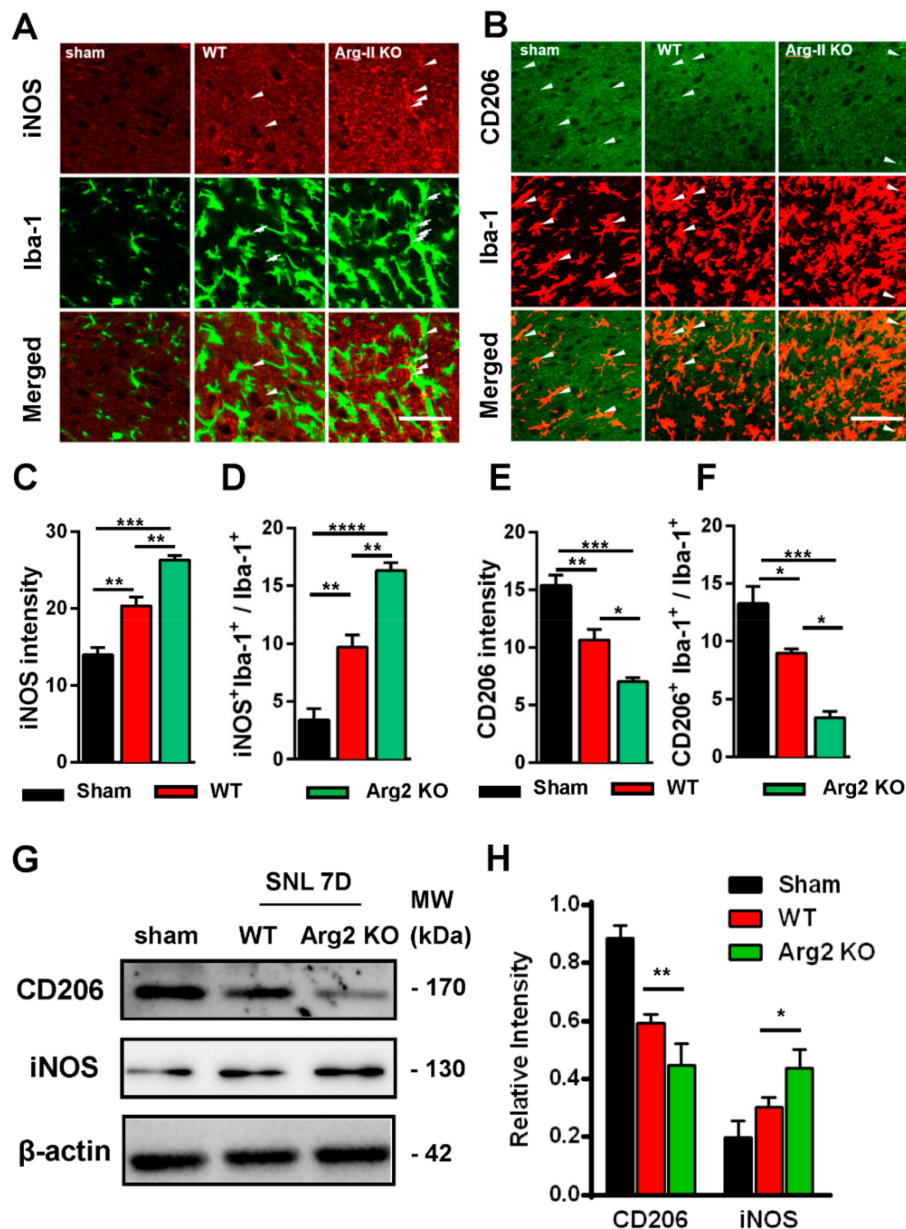 A
sham
WT
Arg-II KO
iNOS
Iba-1
Merged
B
sham
WT
Arg-II KO
CD206
Iba-1
Merged
C
iNOS intensity
30
20
10
0
***
**
**
D
iNOS⁺Iba-1⁺ / Iba-1⁺
20
15
10
5
0
****
**
**
E
CD206 intensity
20
15
10
5
0
***
**
*
F
CD206⁺ Iba-1⁺ / Iba-1⁺
20
15
10
5
0
***
*
*
Sham
WT
Arg2 KO
Sham
WT
Arg2 KO
G
SNL 7D
MW
(kDa)
sham
WT
Arg2 KO
CD206
- 170
iNOS
- 130
β-actin
- 42
H
Relative Intensity
1.0
0.8
0.6
0.4
0.2
0.0
Sham
WT
Arg2 KO
**
*
CD206
iNOS